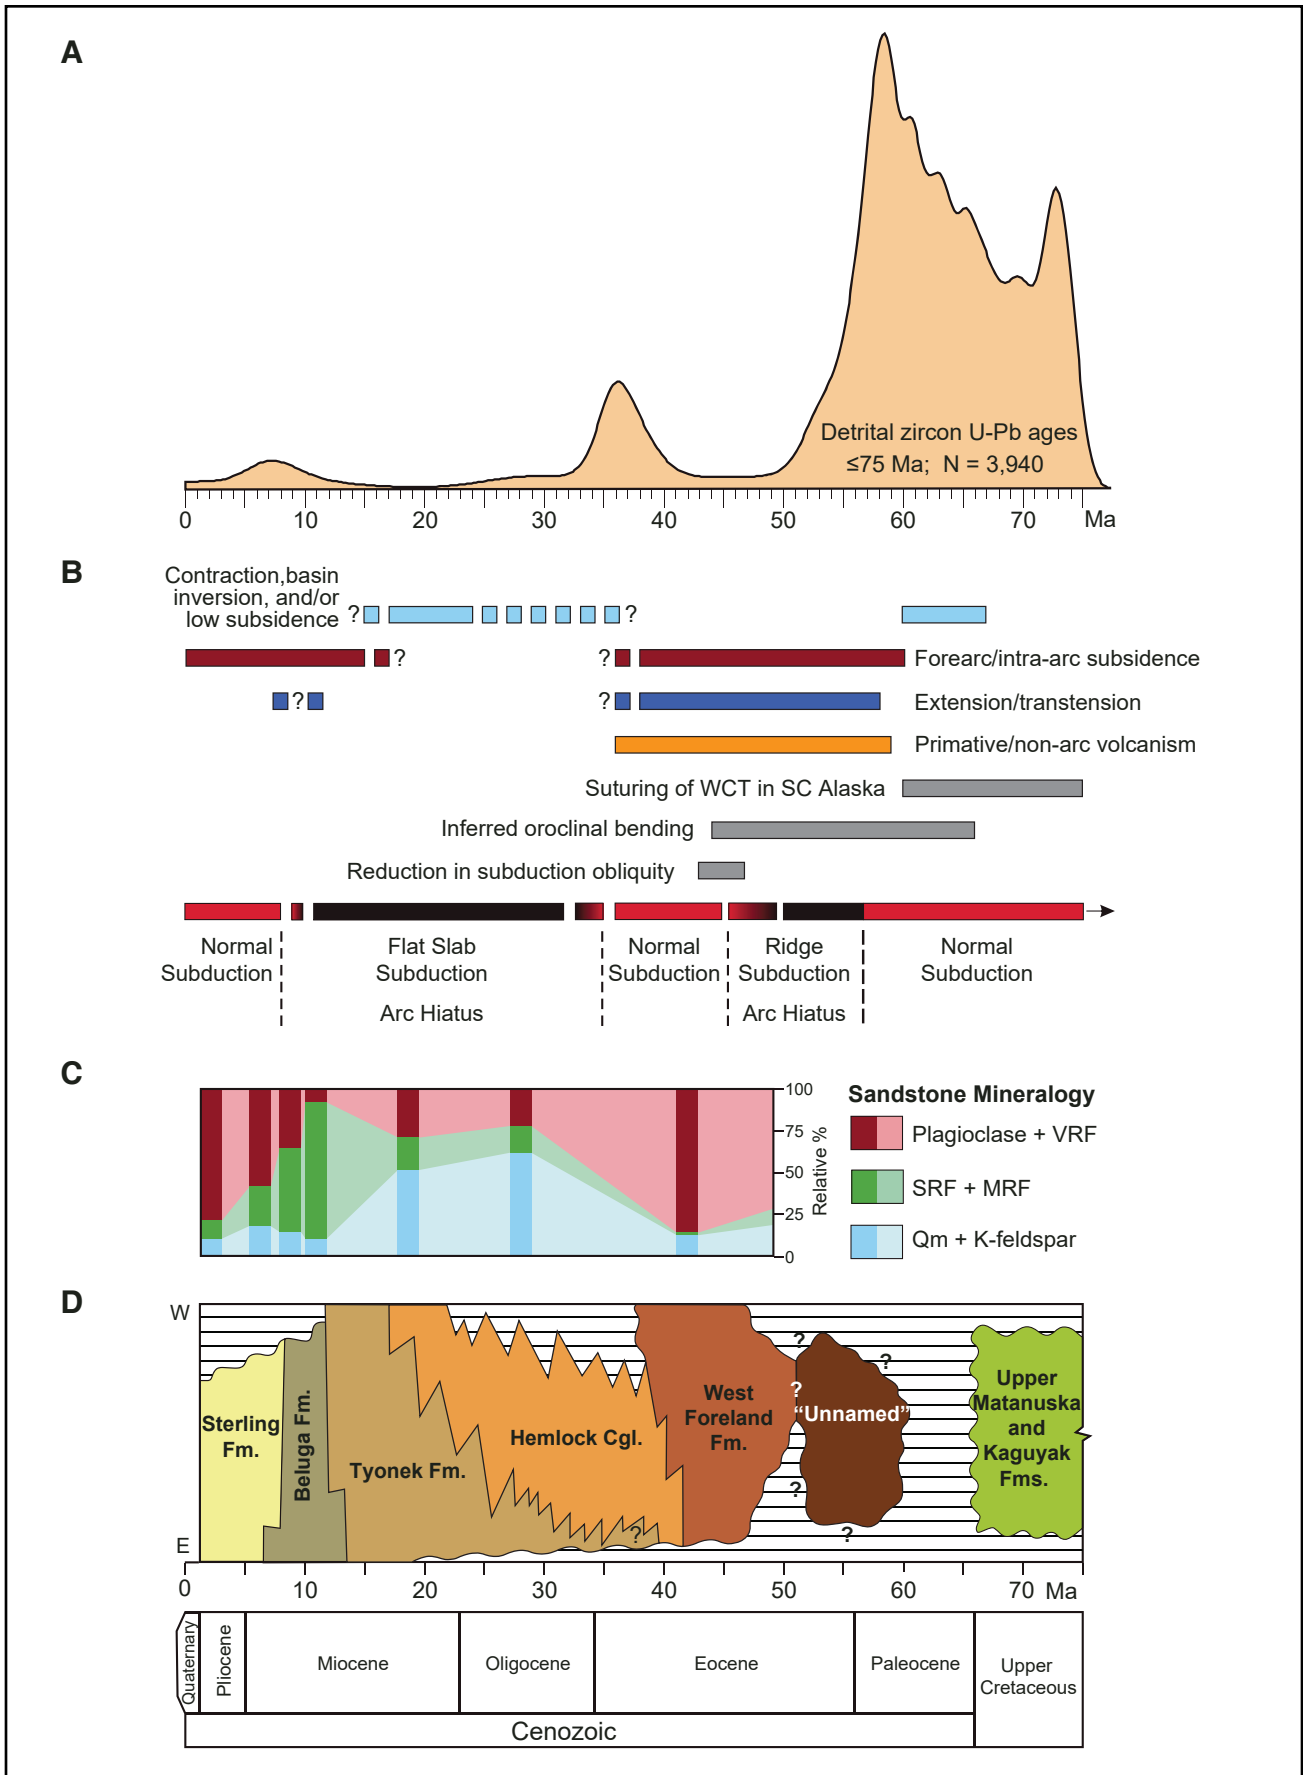 A
Detrital zircon U-Pb ages
≤75 Ma; N = 3,940
0 10 20 30 40 50 60 70 Ma
B
Contraction,basin
inversion, and/or
low subsidence ? ?
? ? Forearc/intra-arc subsidence
? ? Extension/transtension
Primative/non-arc volcanism
Suturing of WCT in SC Alaska
Inferred oroclinal bending
Reduction in subduction obliquity
Normal Flat Slab Normal Ridge Normal
Subduction Subduction Subduction Subduction Subduction
Arc Hiatus Arc Hiatus
C
100
75
50
25
0
Relative %
Sandstone Mineralogy
Plagioclase + VRF
SRF + MRF
Qm + K-feldspar
D
W
E
Sterling
Fm.
Beluga Fm.
Tyonek Fm.
Hemlock Cgl.
?
West
Foreland
Fm.
?
?
?
“Unnamed”
?
?
Upper
Matanuska
and
Kaguyak
Fms.
0 10 20 30 40 50 60 70 Ma
Quaternary
Pliocene
Miocene
Oligocene
Eocene
Paleocene
Upper
Cretaceous
Cenozoic